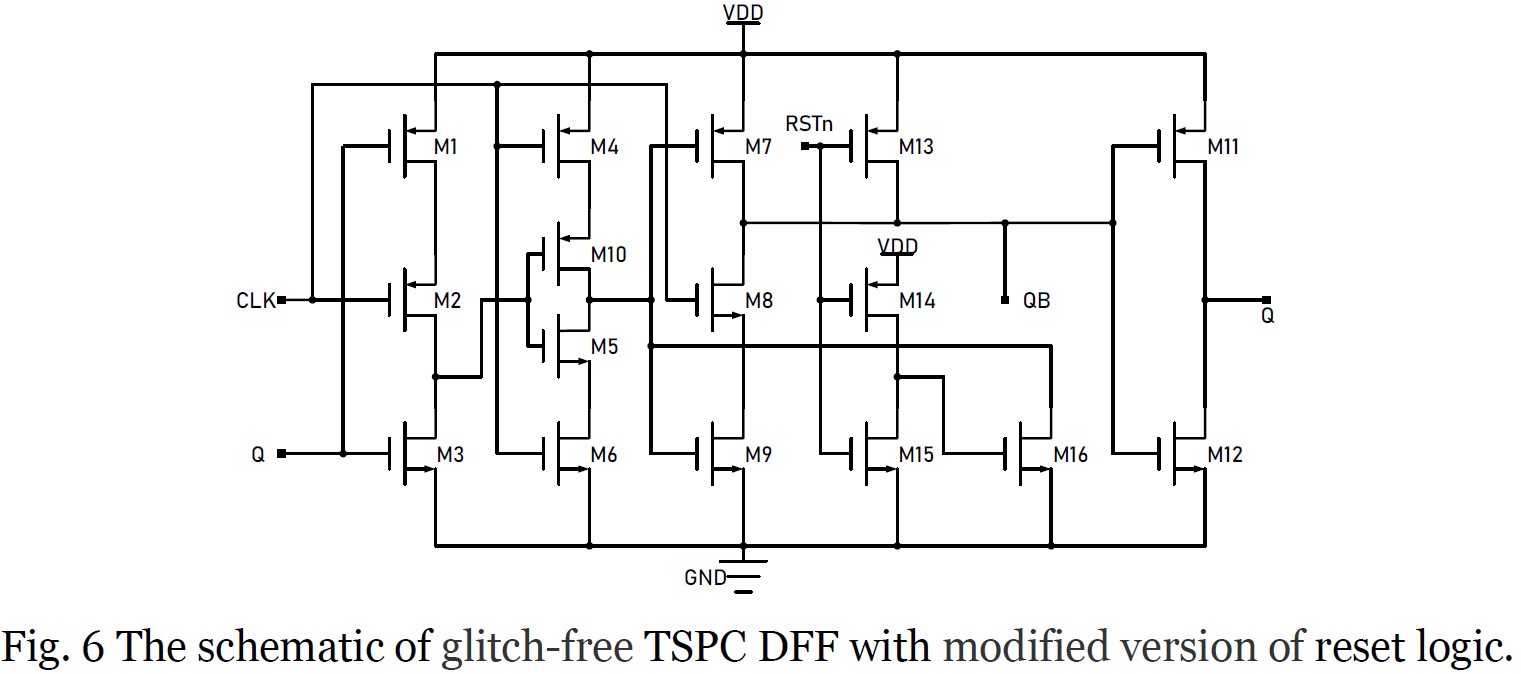 VDD
RSTn
M1
M4
M7
M13
M11
M10
VDD
CLK
M2
M8
M14
QB
Q
M5
Q
M3
M6
M9
M15
M16
M12
GND
Fig. 6 The schematic of glitch-free TSPC DFF with modified version of reset logic.